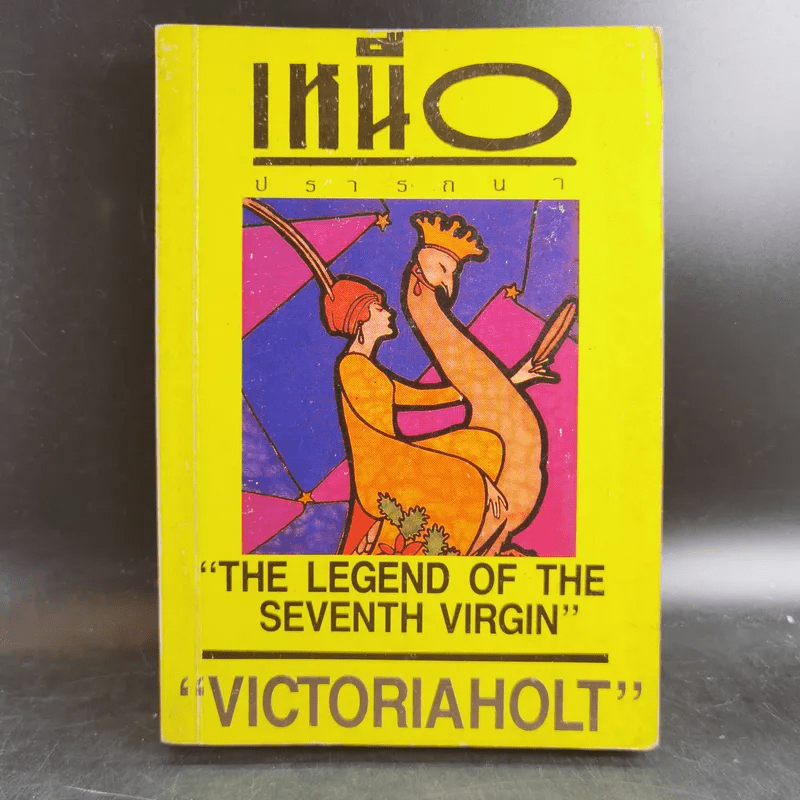 เหนือ
ปรารถนา
“THE LEGEND OF THE
SEVENTH VIRGIN”
“VICTORIAHOLT”